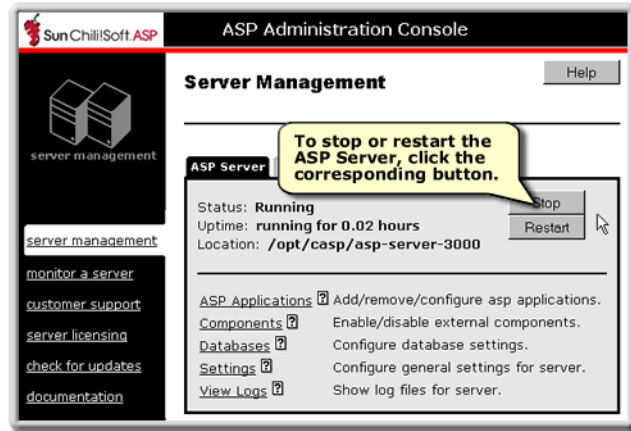 Sun Chili!Soft. ASP
ASP Administration Console
server management
server management
monitor a server
customer support
server licensing
check for updates
documentation
Server Management
Help
To stop or restart the
ASP Server, click the
corresponding button.
ASP Server
Status: Running
Uptime: running for 0.02 hours
Location: /opt/casp/asp-server-3000
Stop
Restart
ASP Applications ? Add/remove/configure asp applications.
Components ? Enable/disable external components.
Databases ? Configure database settings.
Settings ? Configure general settings for server.
View Logs ? Show log files for server.